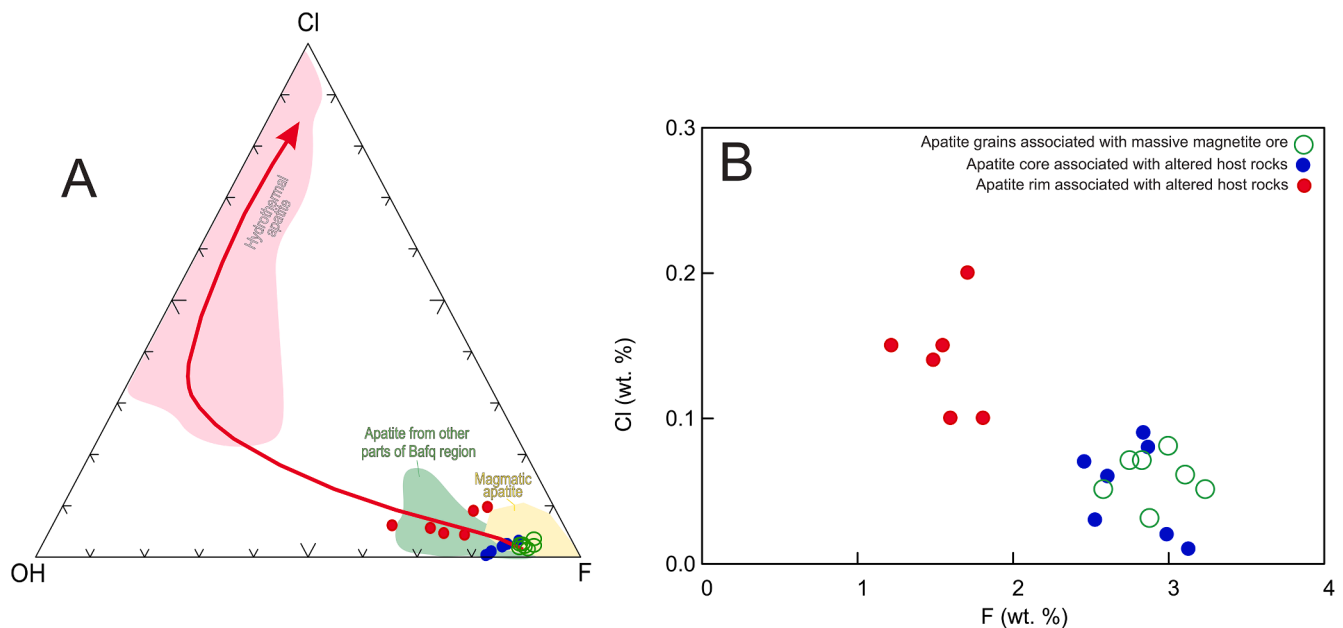 Cl
A
Hydrothermal
apatite
Apatite from other
parts of Bafq region
Magmatic
apatite
OH
F
B
Apatite grains associated with massive magnetite ore
Apatite core associated with altered host rocks
Apatite rim associated with altered host rocks
0.3
0.2
0.1
0.0
Cl (wt. %)
0
1
2
3
4
F (wt. %)